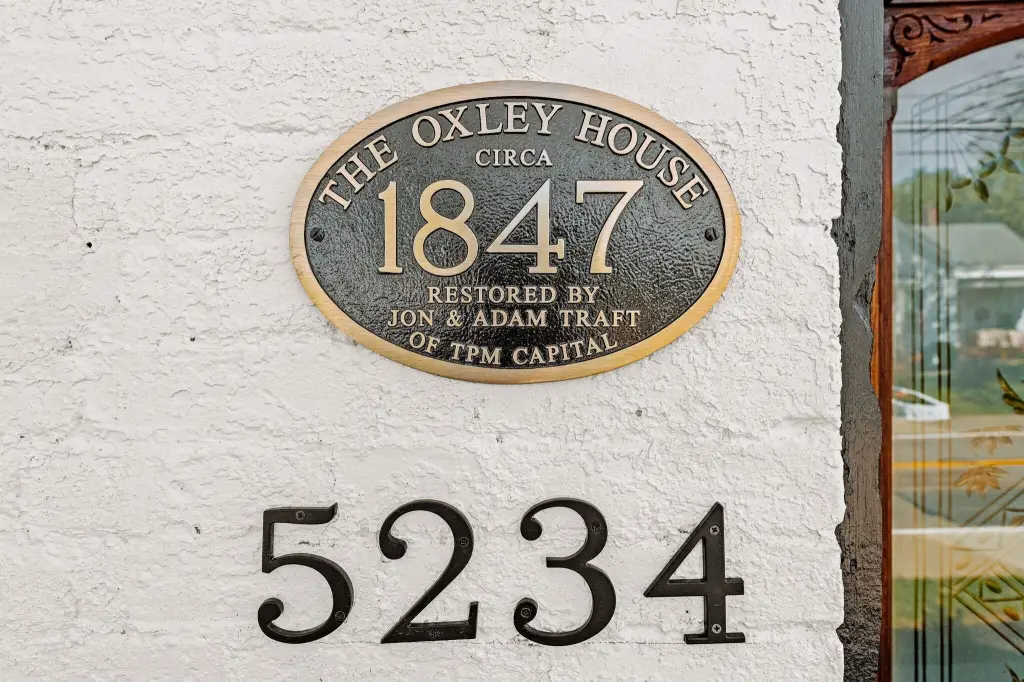 THE OXLEY HOUSE
CIRCA
1847
RESTORED BY
JON & ADAM TRAFT
OF TPM CAPITAL
5234